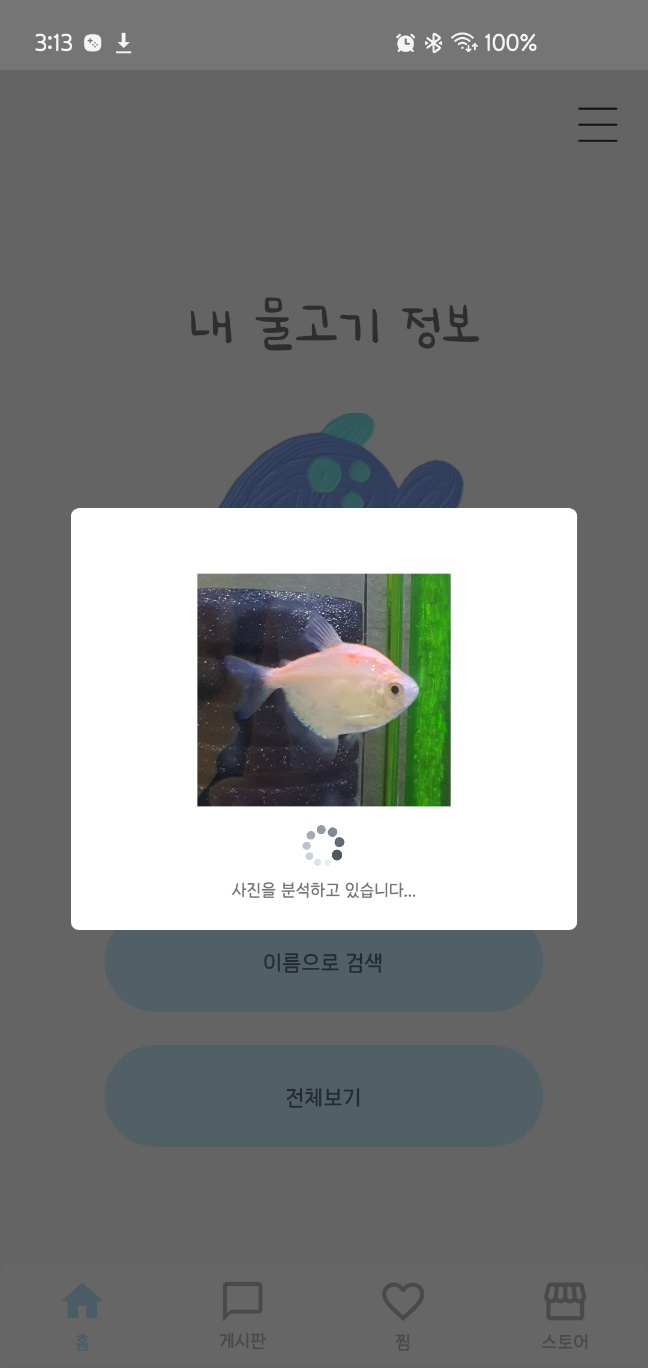 3:13
100%
내 물고기 정보
사진을 분석하고 있습니다...
이름으로 검색
전체보기
홈 게시판 찜 스토어